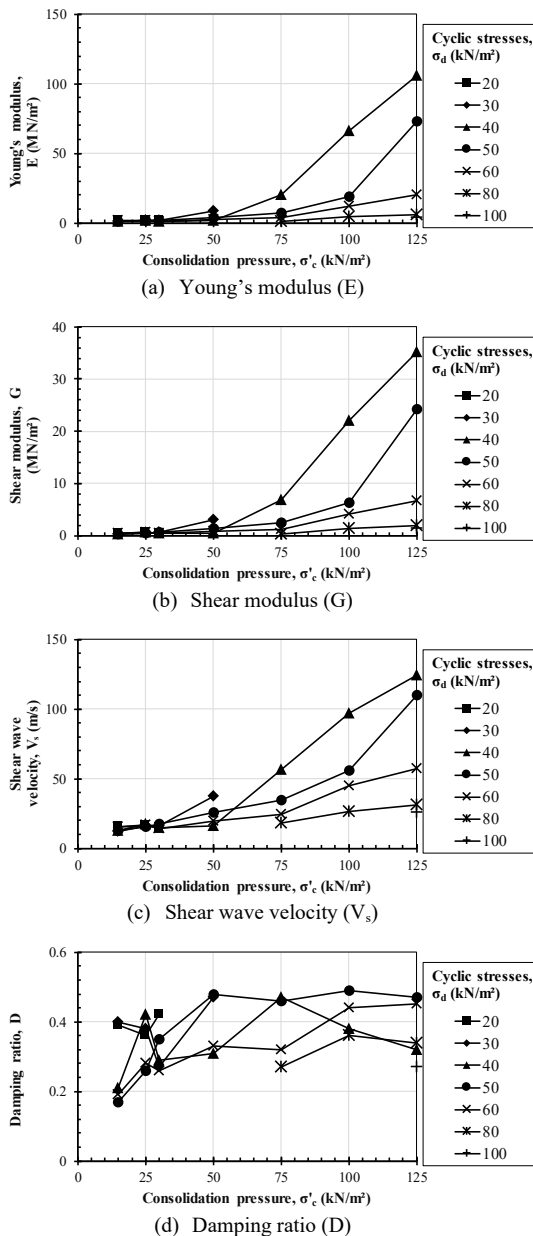 150
100
50
0
Young's modulus,
E (MN/m²)
0 25 50 75 100 125
Consolidation pressure, σ'c (kN/m²)
Cyclic stresses,
σd (kN/m²)
20
30
40
50
60
80
100
(a) Young's modulus (E)
40
30
20
10
0
Shear modulus, G
(MN/m²)
0 25 50 75 100 125
Consolidation pressure, σ'c (kN/m²)
Cyclic stresses,
σd (kN/m²)
20
30
40
50
60
80
100
(b) Shear modulus (G)
150
100
50
0
Shear wave
velocity, Vs (m/s)
0 25 50 75 100 125
Consolidation pressure, σ'c (kN/m²)
Cyclic stresses,
σd (kN/m²)
20
30
40
50
60
80
100
(c) Shear wave velocity (Vs)
0.6
0.4
0.2
0
Damping ratio, D
0 25 50 75 100 125
Consolidation pressure, σ'c (kN/m²)
Cyclic stresses,
σd (kN/m²)
20
30
40
50
60
80
100
(d) Damping ratio (D)